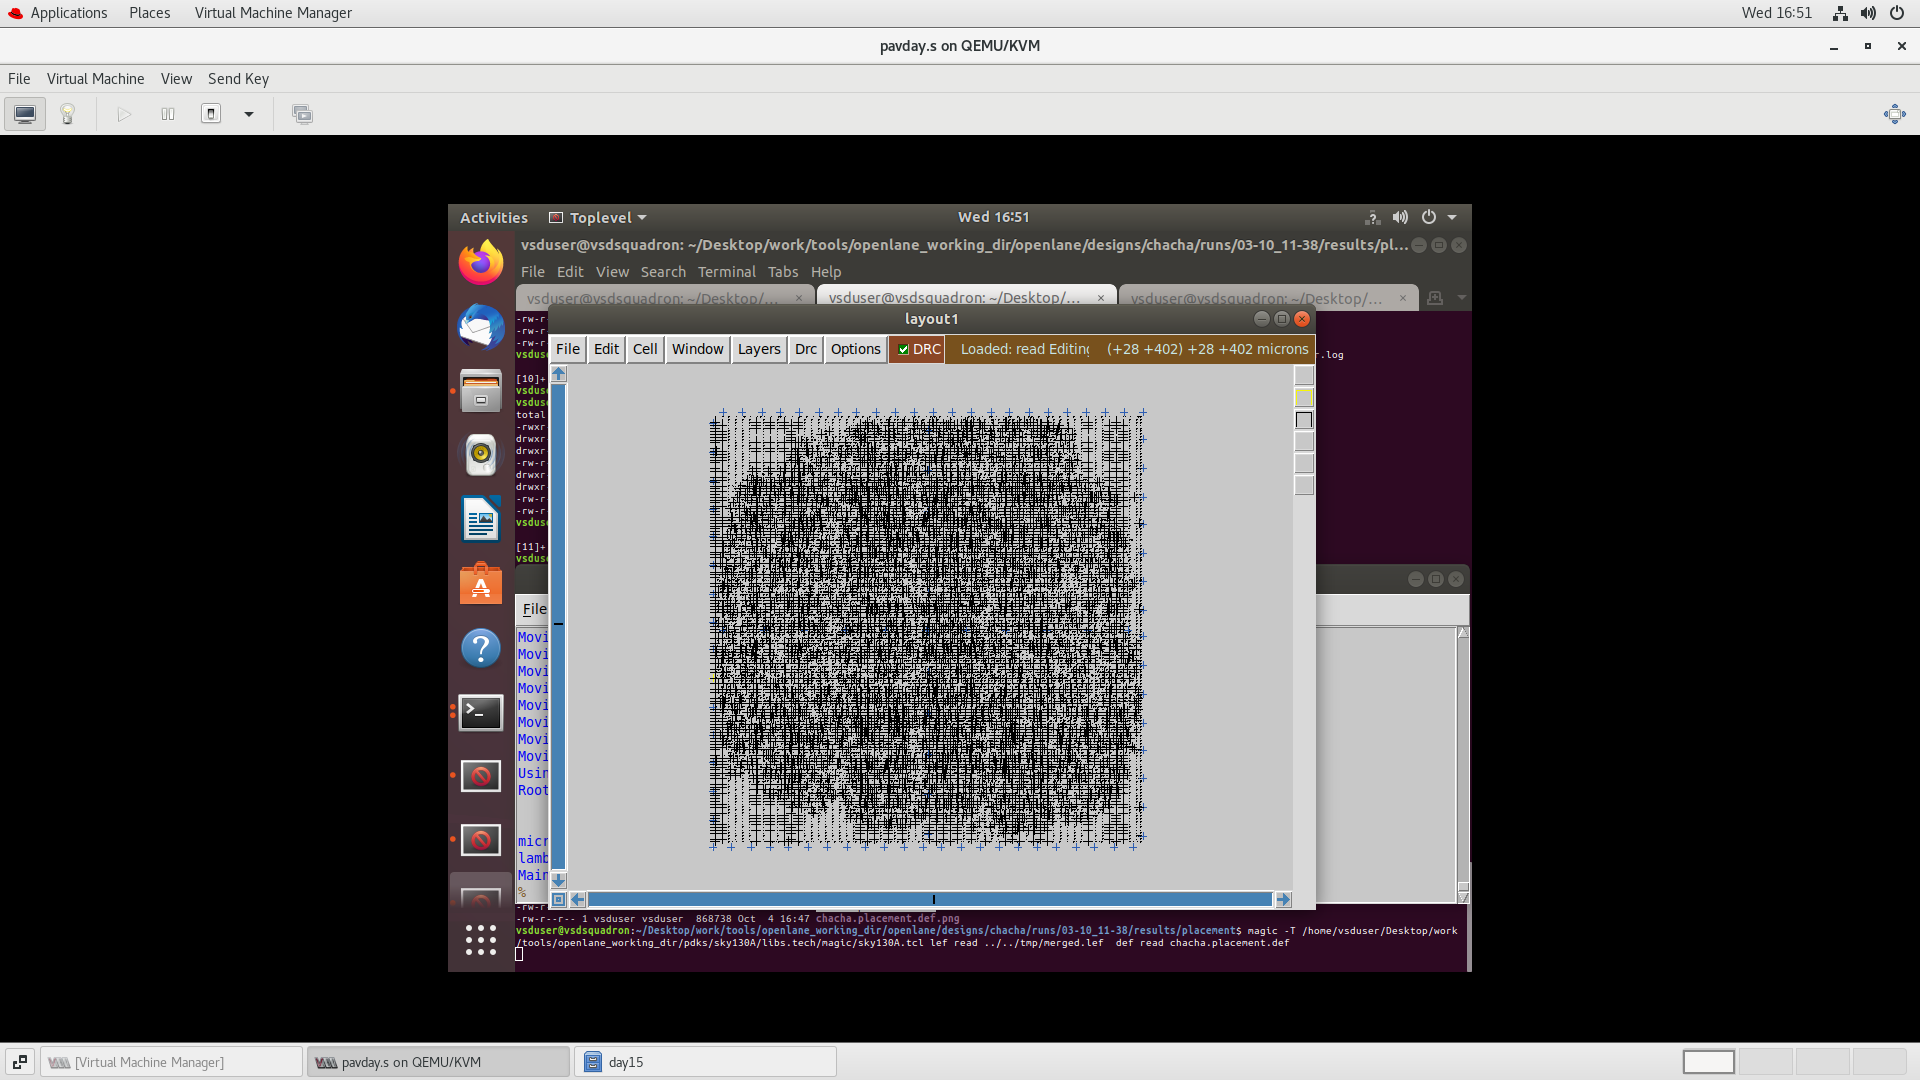 Applications Places Virtual Machine Manager Wed 16:51
pavday.s on QEMU/KVM
File Virtual Machine View Send Key
Activities Toplevel Wed 16:51
vsduser@vsdsquadron: ~/Desktop/work/tools/openlane_working_dir/openlane/designs/chacha/runs/03-10_11-38/results/pl...
File Edit View Search Terminal Tabs Help
vsduser@vsdsquadron: ~/Desktop/... × vsduser@vsdsquadron: ~/Desktop/... × vsduser@vsdsquadron: ~/Desktop/... ×
layout1
File Edit Cell Window Layers Drc Options DRC Loaded: read Editing (+28 +402) +28 +402 microns
-rw-r
-rw-r
-rw-r
vsduse r.log
[10]+
vsduse
vsduse
total
-rwxr
drwxr
drwxr
drwxr
-rw-r
drwxr
drwxr
-rw-r
-rw-r
vsduse
[11]+
vsduse
File
Movi
Movi
Movi
Movi
Movi
Movi
Movi
Movi
Usin
Root
micr
lamb
Main
%
-rw-r
-rw-r--r-- 1 vsduser vsduser 868738 Oct 4 16:47 chacha.placement.def.png
vsduser@vsdsquadron:~/Desktop/work/tools/openlane_working_dir/openlane/designs/chacha/runs/03-10_11-38/results/placement$ magic -T /home/vsduser/Desktop/work
/tools/openlane_working_dir/pdks/sky130A/libs.tech/magic/sky130A.tcl lef read ../../tmp/merged.lef def read chacha.placement.def
[Virtual Machine Manager] pavday.s on QEMU/KVM day15